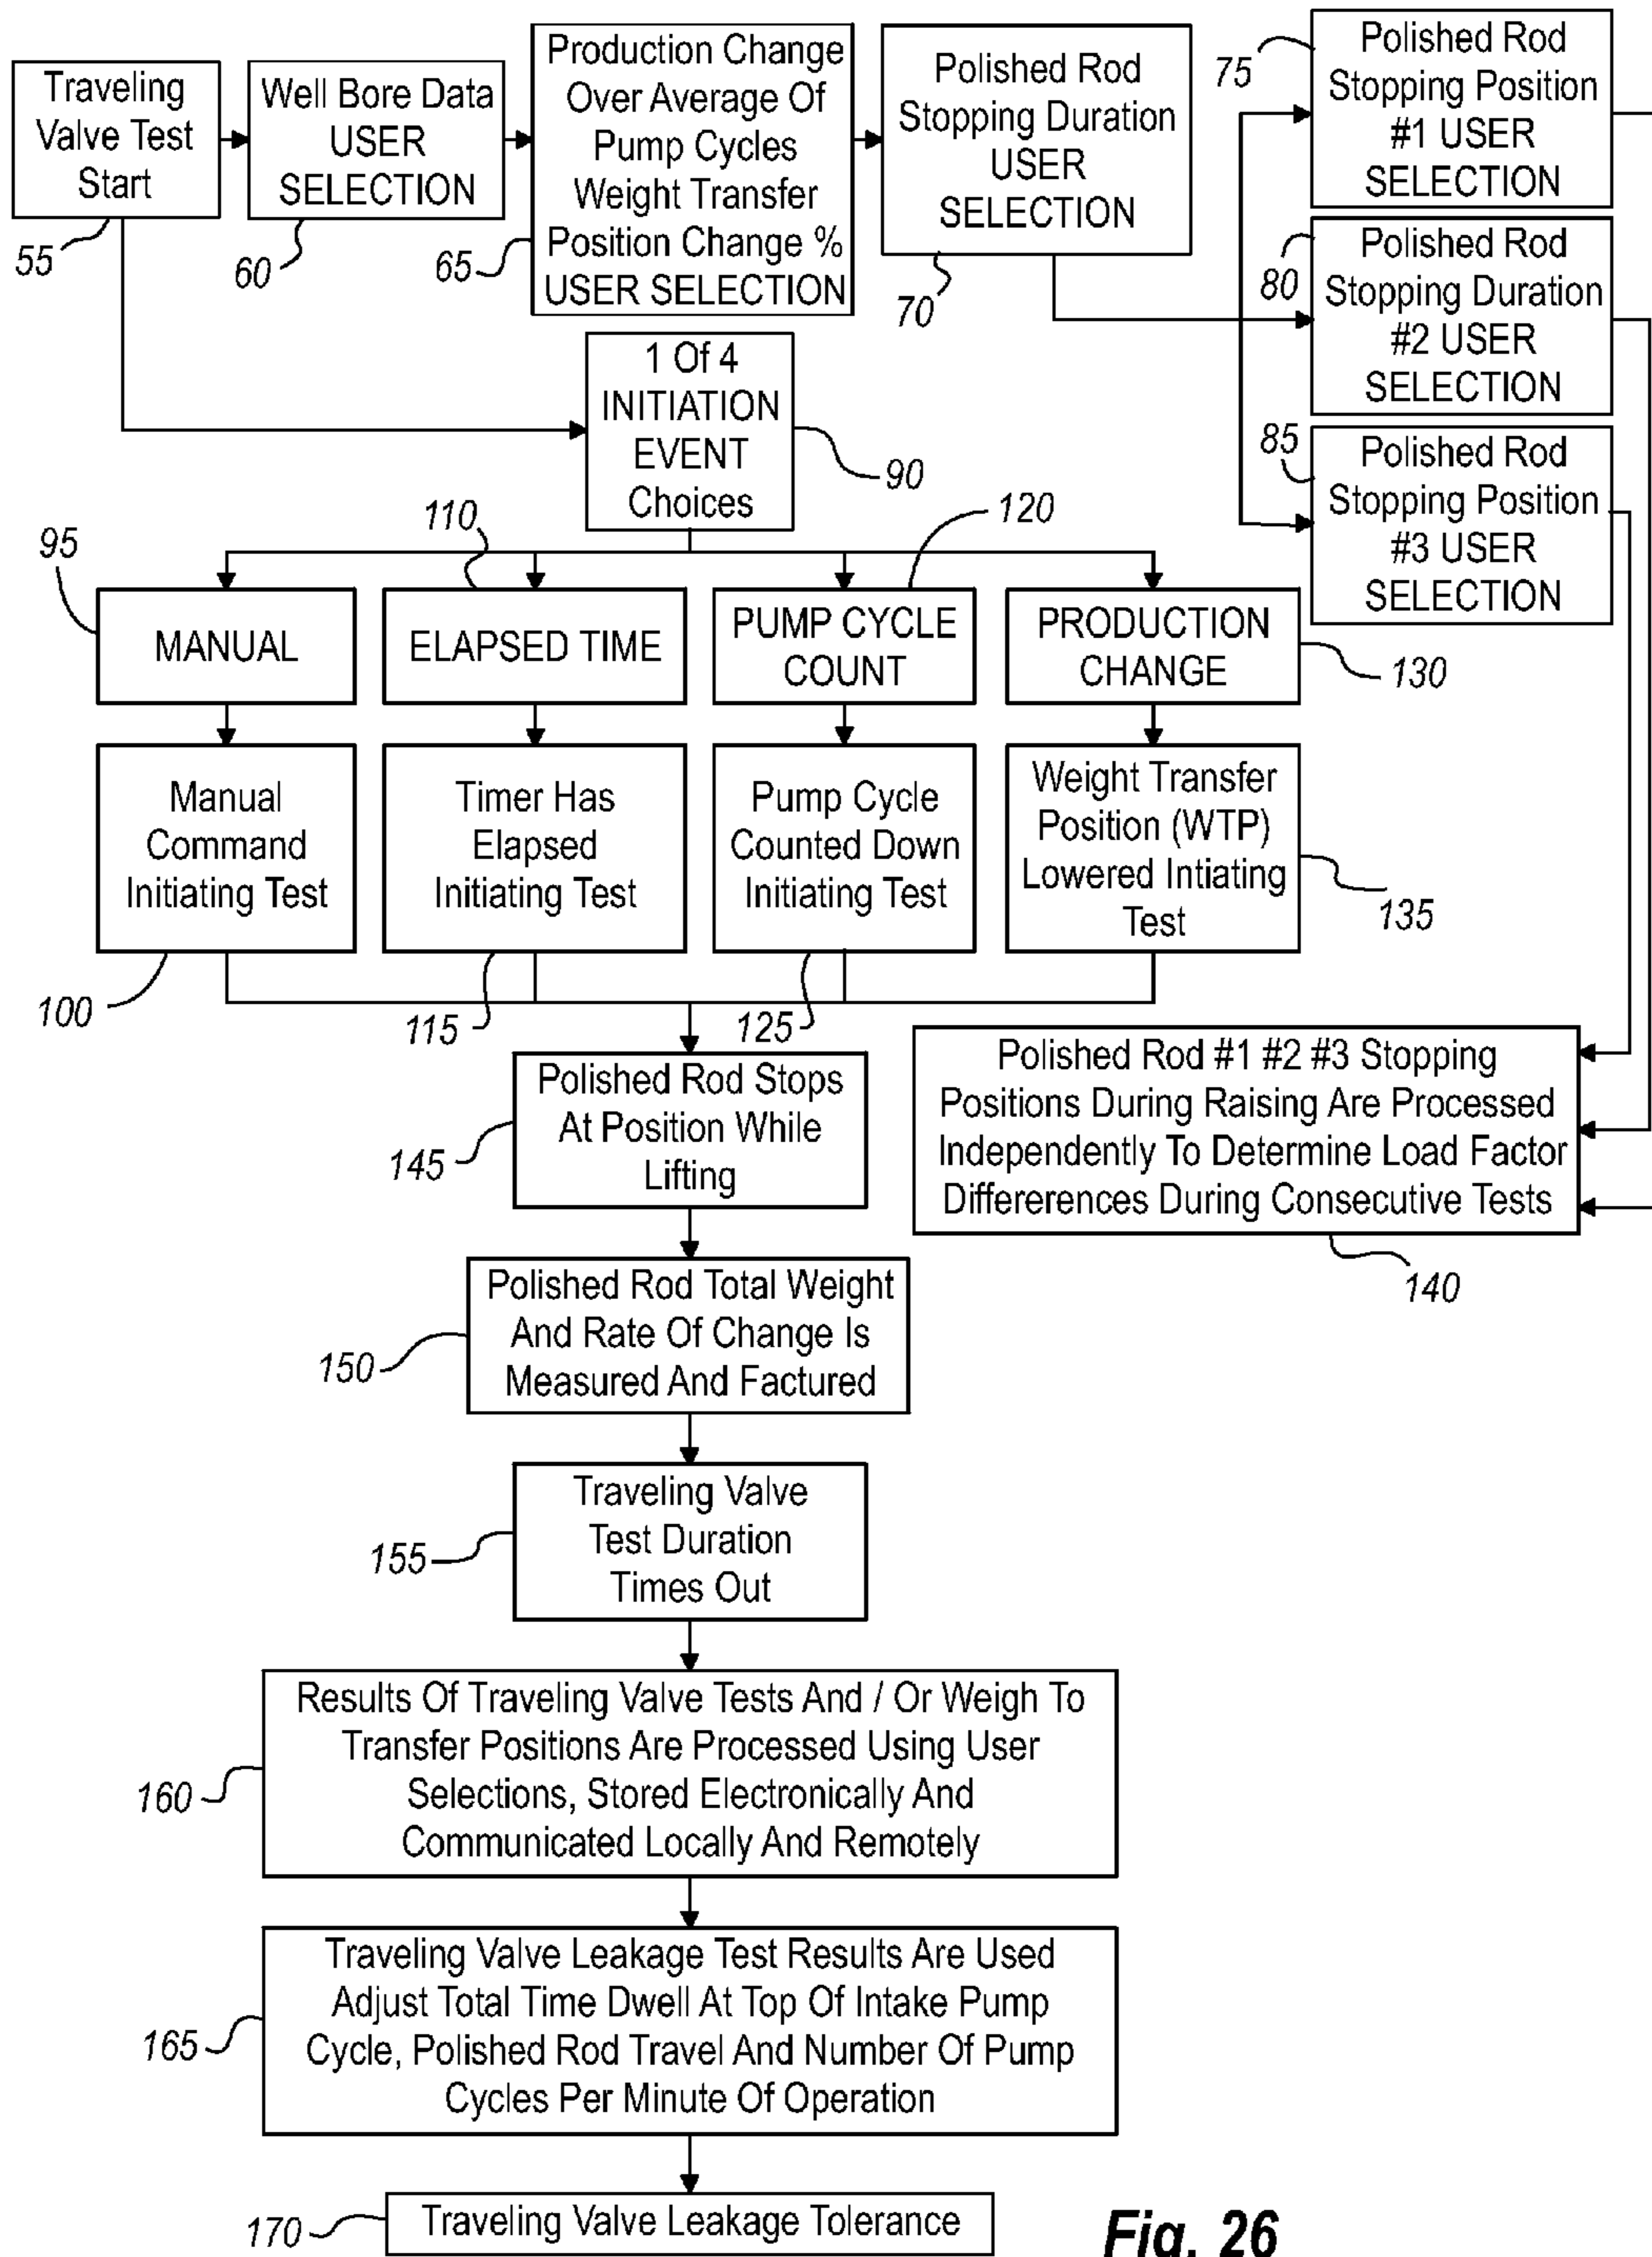 Traveling
Valve Test
Start
55
Well Bore Data
USER
SELECTION
60
Production Change
Over Average Of
Pump Cycles
Weight Transfer
Position Change %
USER SELECTION
65
Polished Rod
Stopping Duration
USER
SELECTION
70
75
Polished Rod
Stopping Position
#1 USER
SELECTION
80
Polished Rod
Stopping Duration
#2 USER
SELECTION
85
Polished Rod
Stopping Position
#3 USER
SELECTION
1 Of 4
INITIATION
EVENT
Choices
90
95
MANUAL
110
ELAPSED TIME
120
PUMP CYCLE
COUNT
PRODUCTION
CHANGE
130
Manual
Command
Initiating Test
100
Timer Has
Elapsed
Initiating Test
115
Pump Cycle
Counted Down
Initiating Test
125
Weight Transfer
Position (WTP)
Lowered Intiating
Test
135
Polished Rod #1 #2 #3 Stopping
Positions During Raising Are Processed
Independently To Determine Load Factor
Differerences During Consecutive Tests
140
Polished Rod Stops
At Position While
Lifting
145
Polished Rod Total Weight
And Rate Of Change Is
Measured And Factured
150
Traveling Valve
Test Duration
Times Out
155
Results Of Traveling Valve Tests And / Or Weigh To
Transfer Positions Are Processed Using User
Selections, Stored Electronically And
Communicated Locally And Remotely
160
Traveling Valve Leakage Test Results Are Used
Adjust Total Time Dwell At Top Of Intake Pump
Cycle, Polished Rod Travel And Number Of Pump
Cycles Per Minute Of Operation
165
Traveling Valve Leakage Tolerance
170
Fig. 26